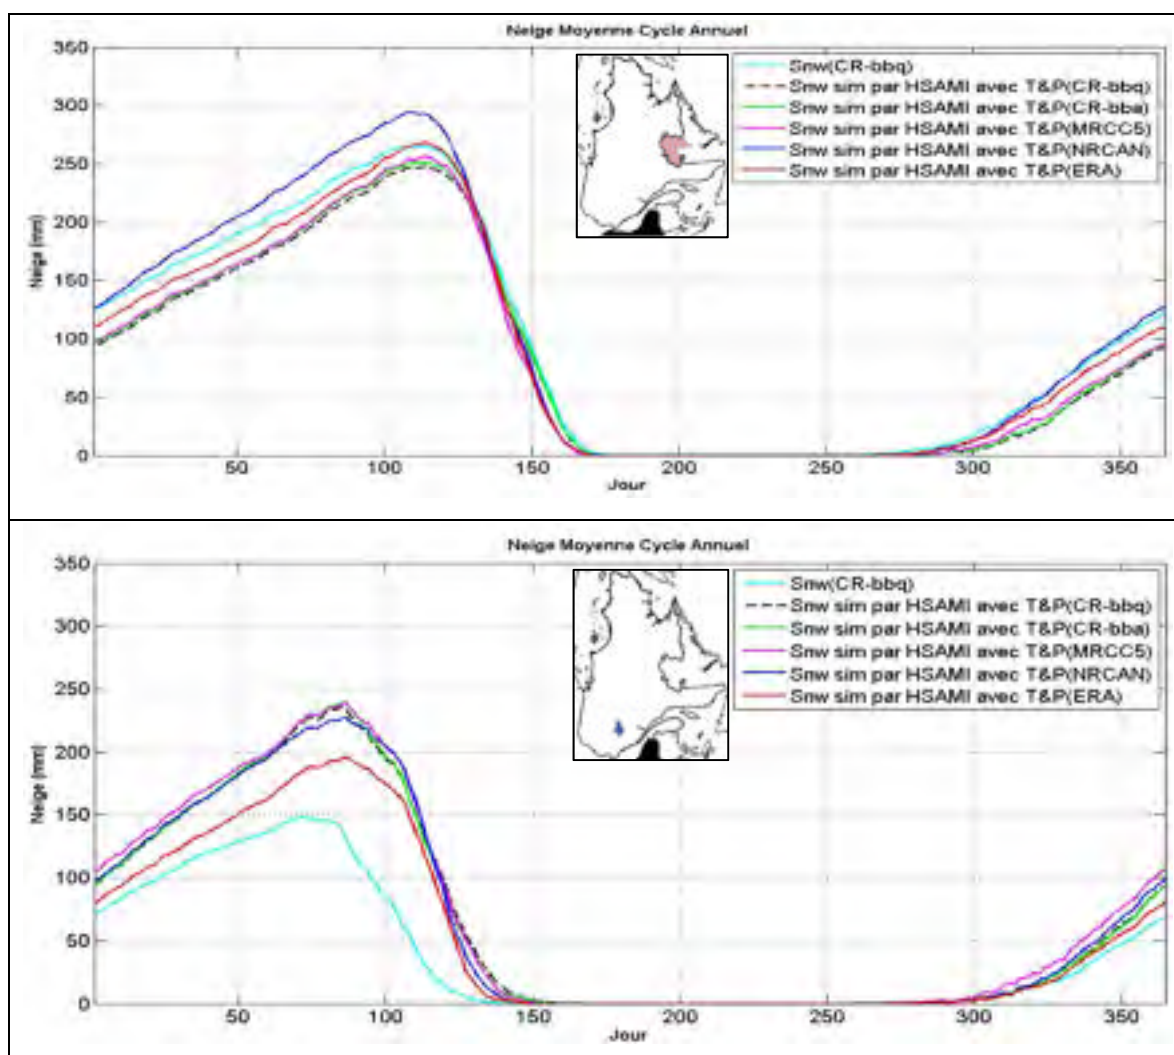 Neige Moyenne Cycle Annuel
350
300
250
200
150
100
50
0
Neige (mm)
50
100
150
200
250
300
350
Jour
Snw(CR-bbq)
Snw sim par HSAMI avec T&P(CR-bbq)
Snw sim par HSAMI avec T&P(CR-bba)
Snw sim par HSAMI avec T&P(MRCC5)
Snw sim par HSAMI avec T&P(NRCAN)
Snw sim par HSAMI avec T&P(ERA)
Neige Moyenne Cycle Annuel
350
300
250
200
150
100
50
0
Neige (mm)
50
100
150
200
250
300
350
Jour
Snw(CR-bbq)
Snw sim par HSAMI avec T&P(CR-bbq)
Snw sim par HSAMI avec T&P(CR-bba)
Snw sim par HSAMI avec T&P(MRCC5)
Snw sim par HSAMI avec T&P(NRCAN)
Snw sim par HSAMI avec T&P(ERA)